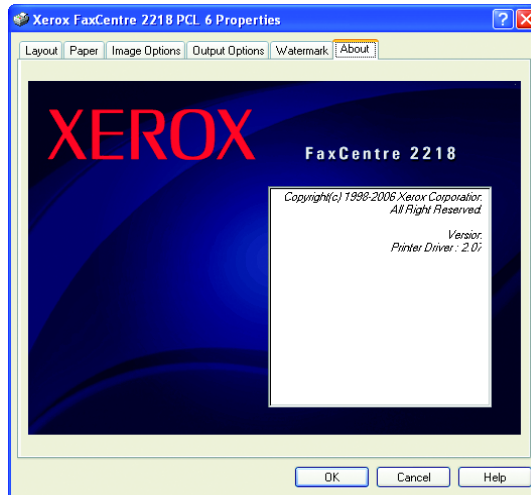 Xerox FaxCentre 2218 PCL 6 Properties
Layout Paper Image Options Output Options Watermark About
XEROX
FaxCentre 2218
Copyright(c) 1998-2006 Xerox Corporation.
All Right Reserved.
Version
Printer Driver : 2.07
OK Cancel Help